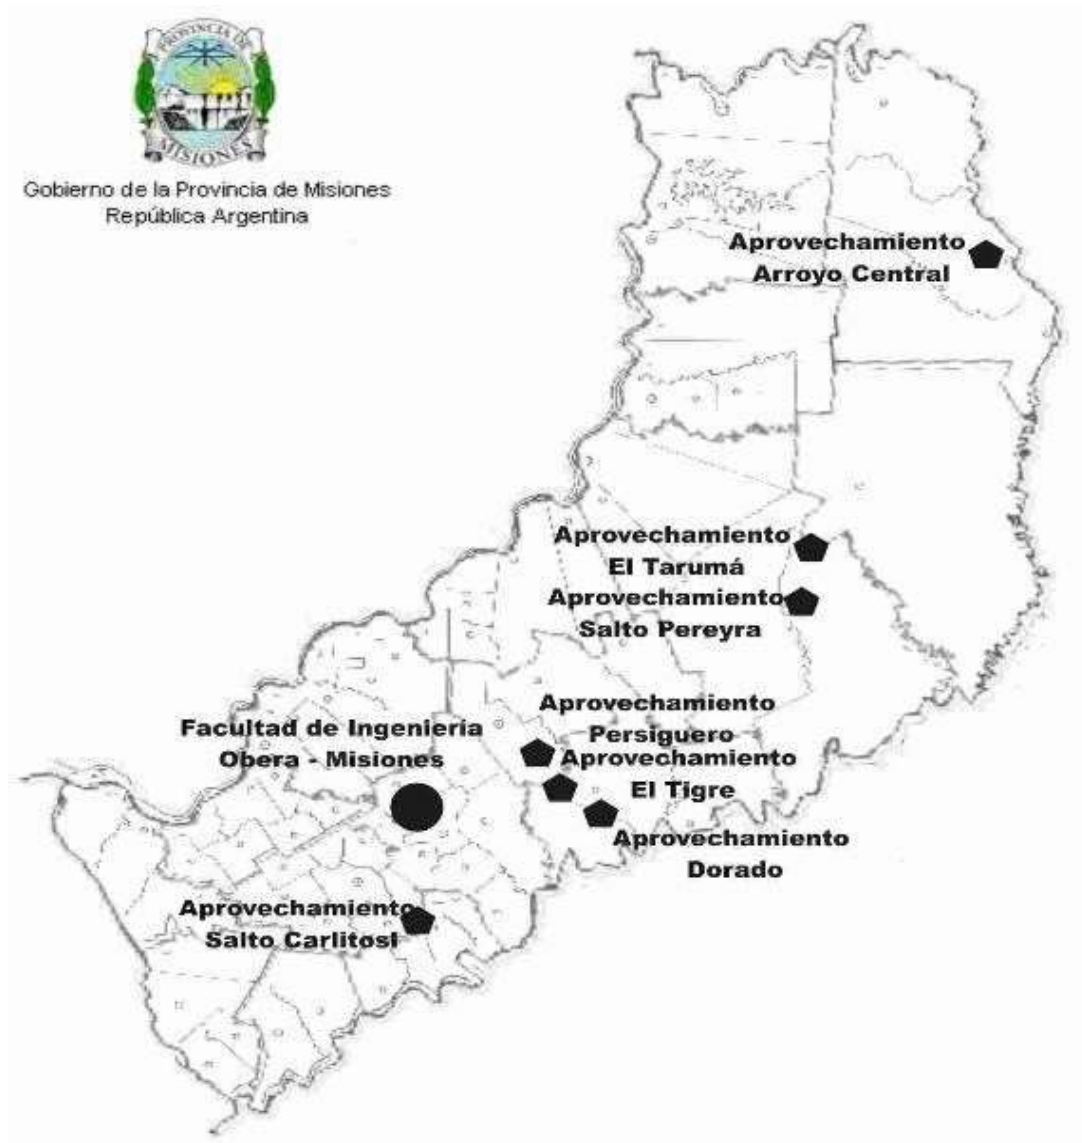 PROVINCIA DE
MISIONES
Gobierno de la Provincia de Misiones
República Argentina
Aprovechamiento
Arroyo Central
Aprovechamiento
El Tarumá
Aprovechamiento
Salto Pereyra
Aprovechamiento
Persiguero
Facultad de Ingeniería
Obera - Misiones
Aprovechamiento
El Tigre
Aprovechamiento
Dorado
Aprovechamiento
Salto Carlitosl